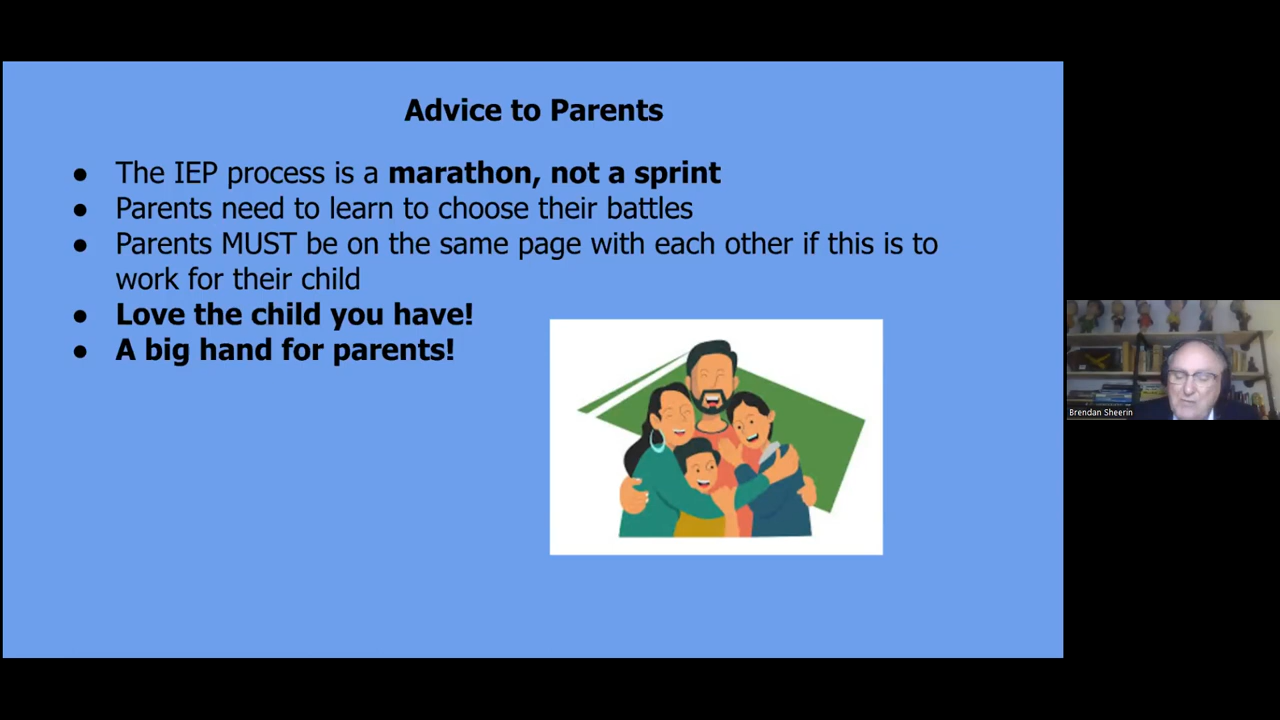 Advice to Parents
● The IEP process is a marathon, not a sprint
● Parents need to learn to choose their battles
● Parents MUST be on the same page with each other if this is to
work for their child
● Love the child you have!
● A big hand for parents!
Brendan Sheerin